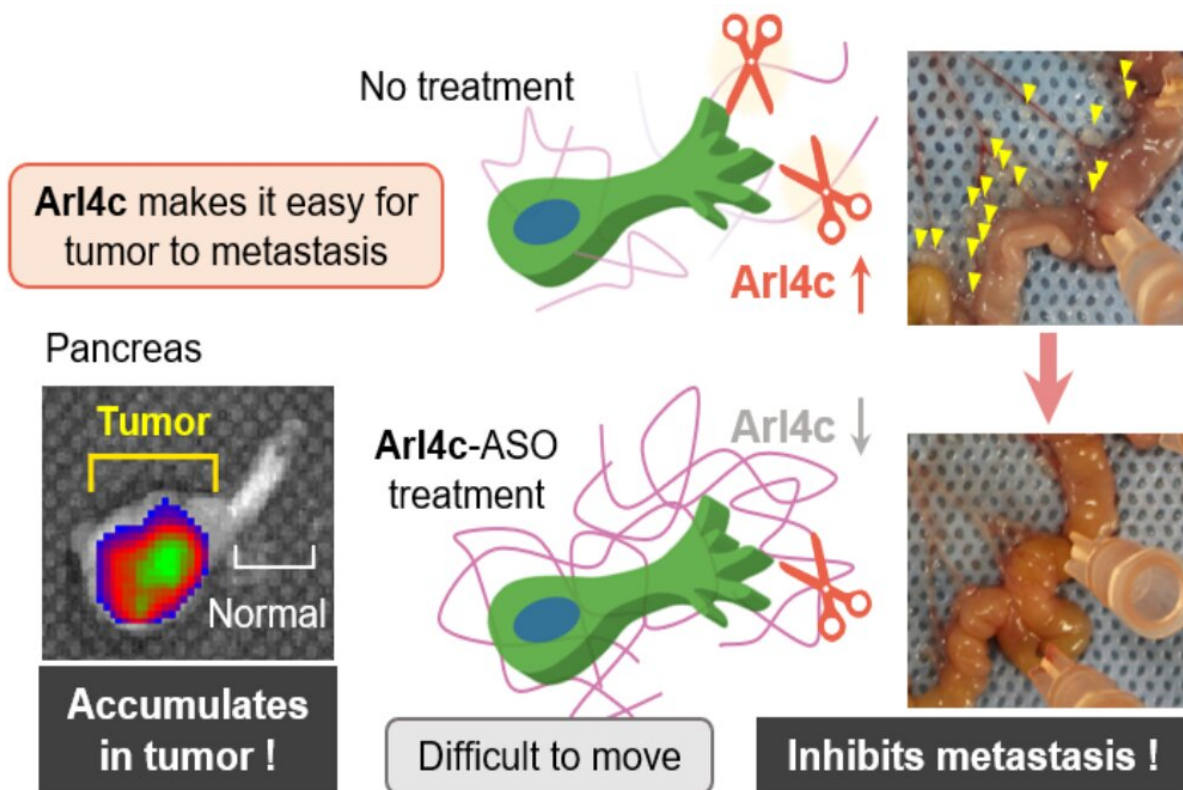 No treatment
Arl4c makes it easy for
tumor to metastasis
Arl4c ↑
Pancreas
Tumor
Normal
Accumulates
in tumor !
Arl4c-ASO
treatment
Arl4c ↓
Difficult to move
Inhibits metastasis !